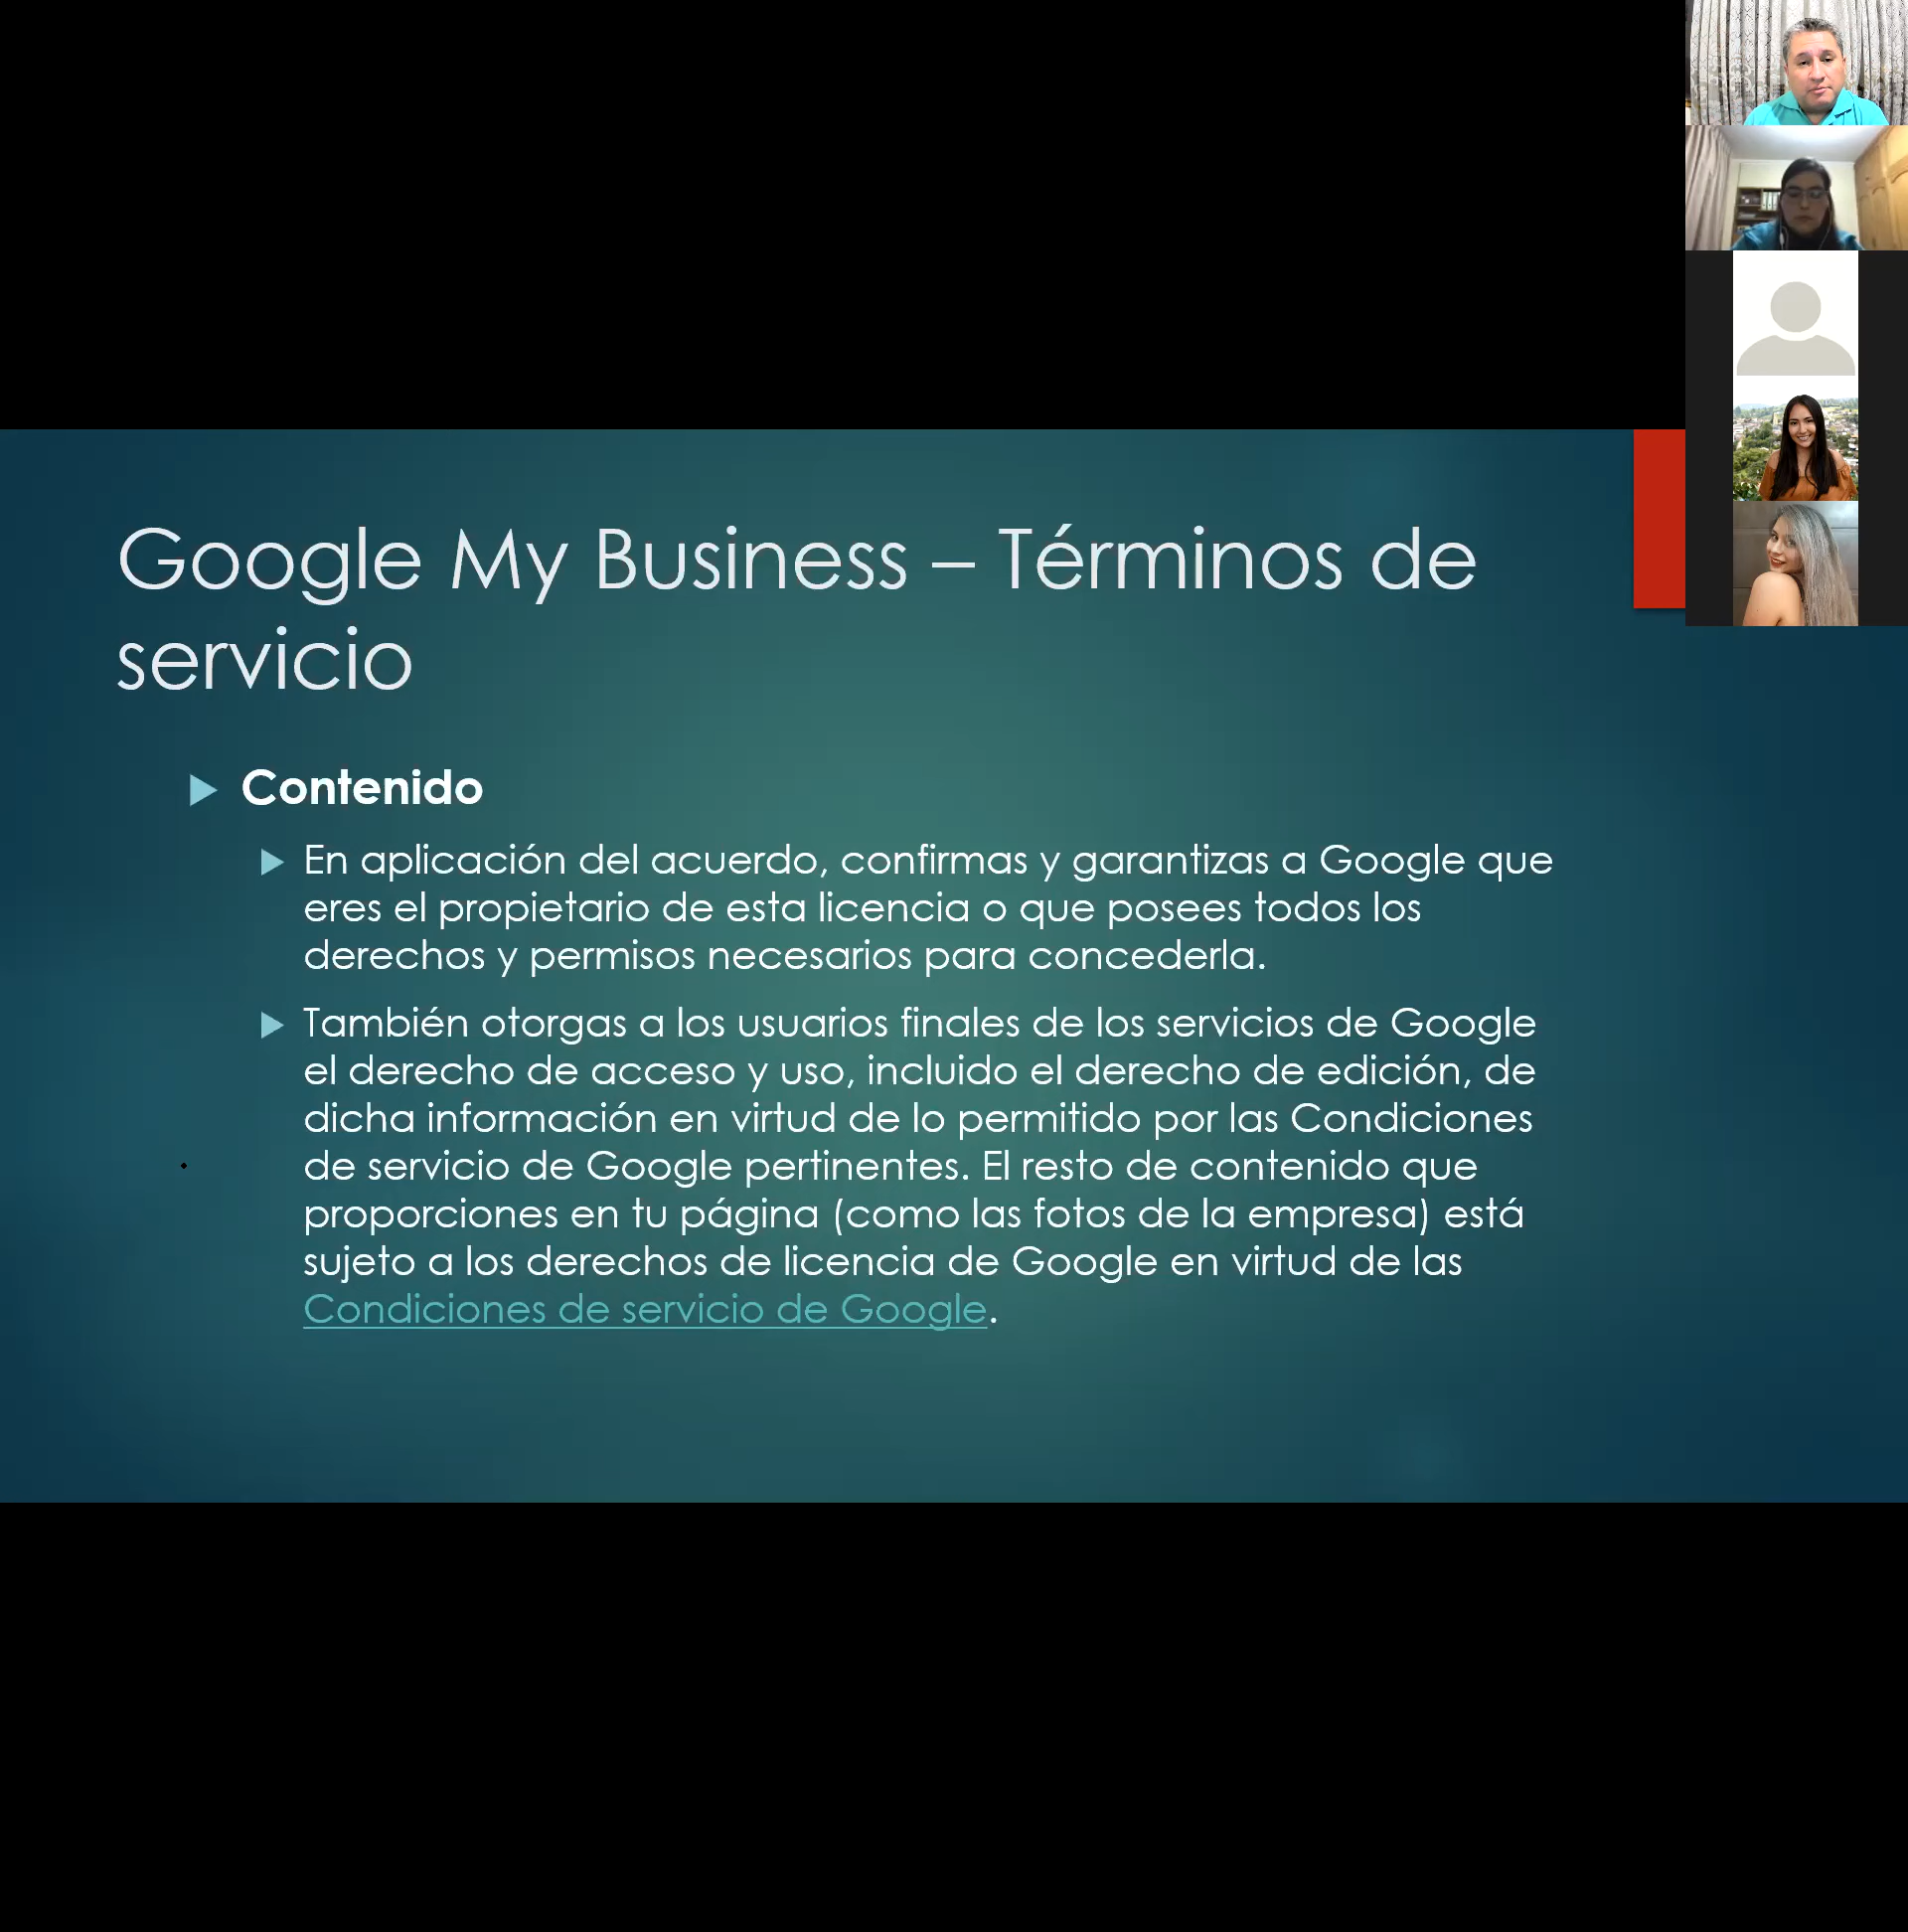 Google My Business – Términos de
servicio
Contenido
En aplicación del acuerdo, confirmas y garantizas a Google que
eres el propietario de esta licencia o que posees todos los
derechos y permisos necesarios para concederla.
También otorgas a los usuarios finales de los servicios de Google
el derecho de acceso y uso, incluido el derecho de edición, de
dicha información en virtud de lo permitido por las Condiciones
de servicio de Google pertinentes. El resto de contenido que
proporciones en tu página (como las fotos de la empresa) está
sujeto a los derechos de licencia de Google en virtud de las
Condiciones de servicio de Google.